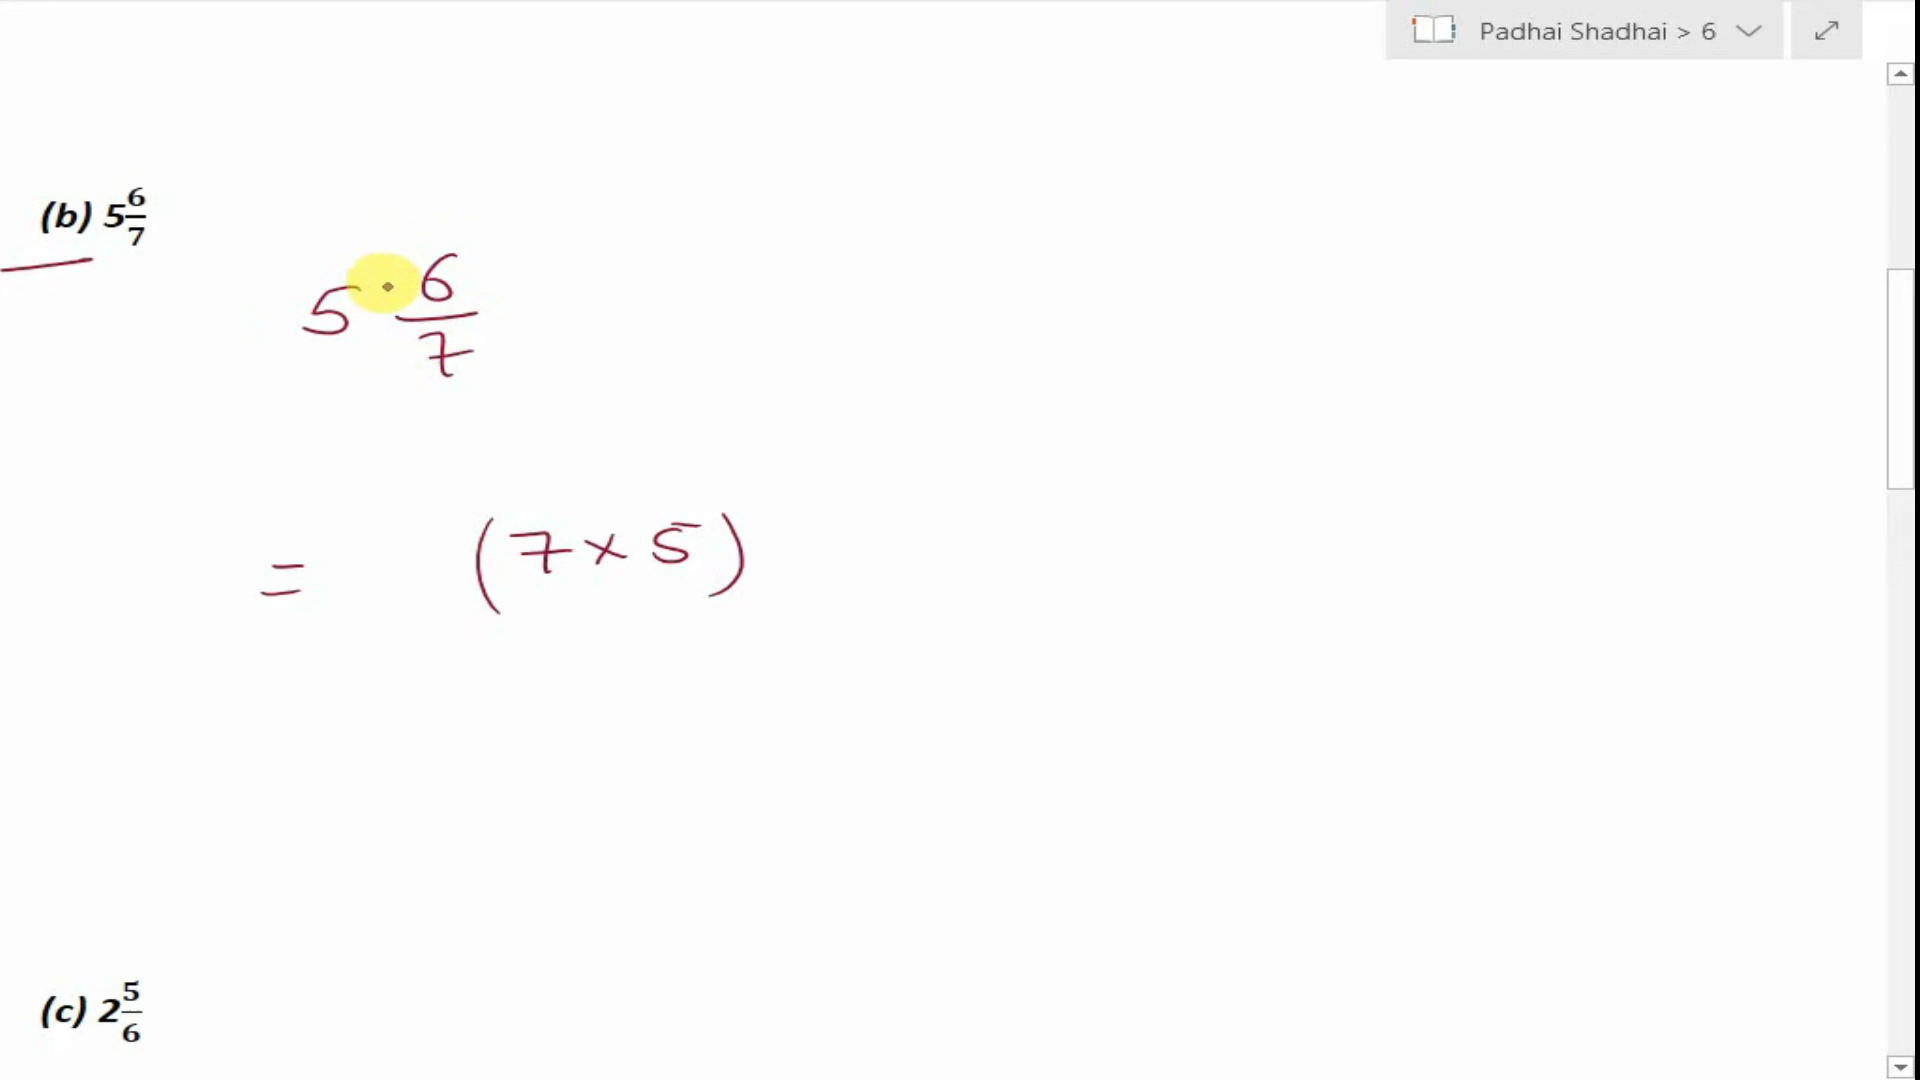 Padhai Shadhai > 6
(b) 5 6/7
5 6/7
= (7 × 5)
(c) 2 5/6